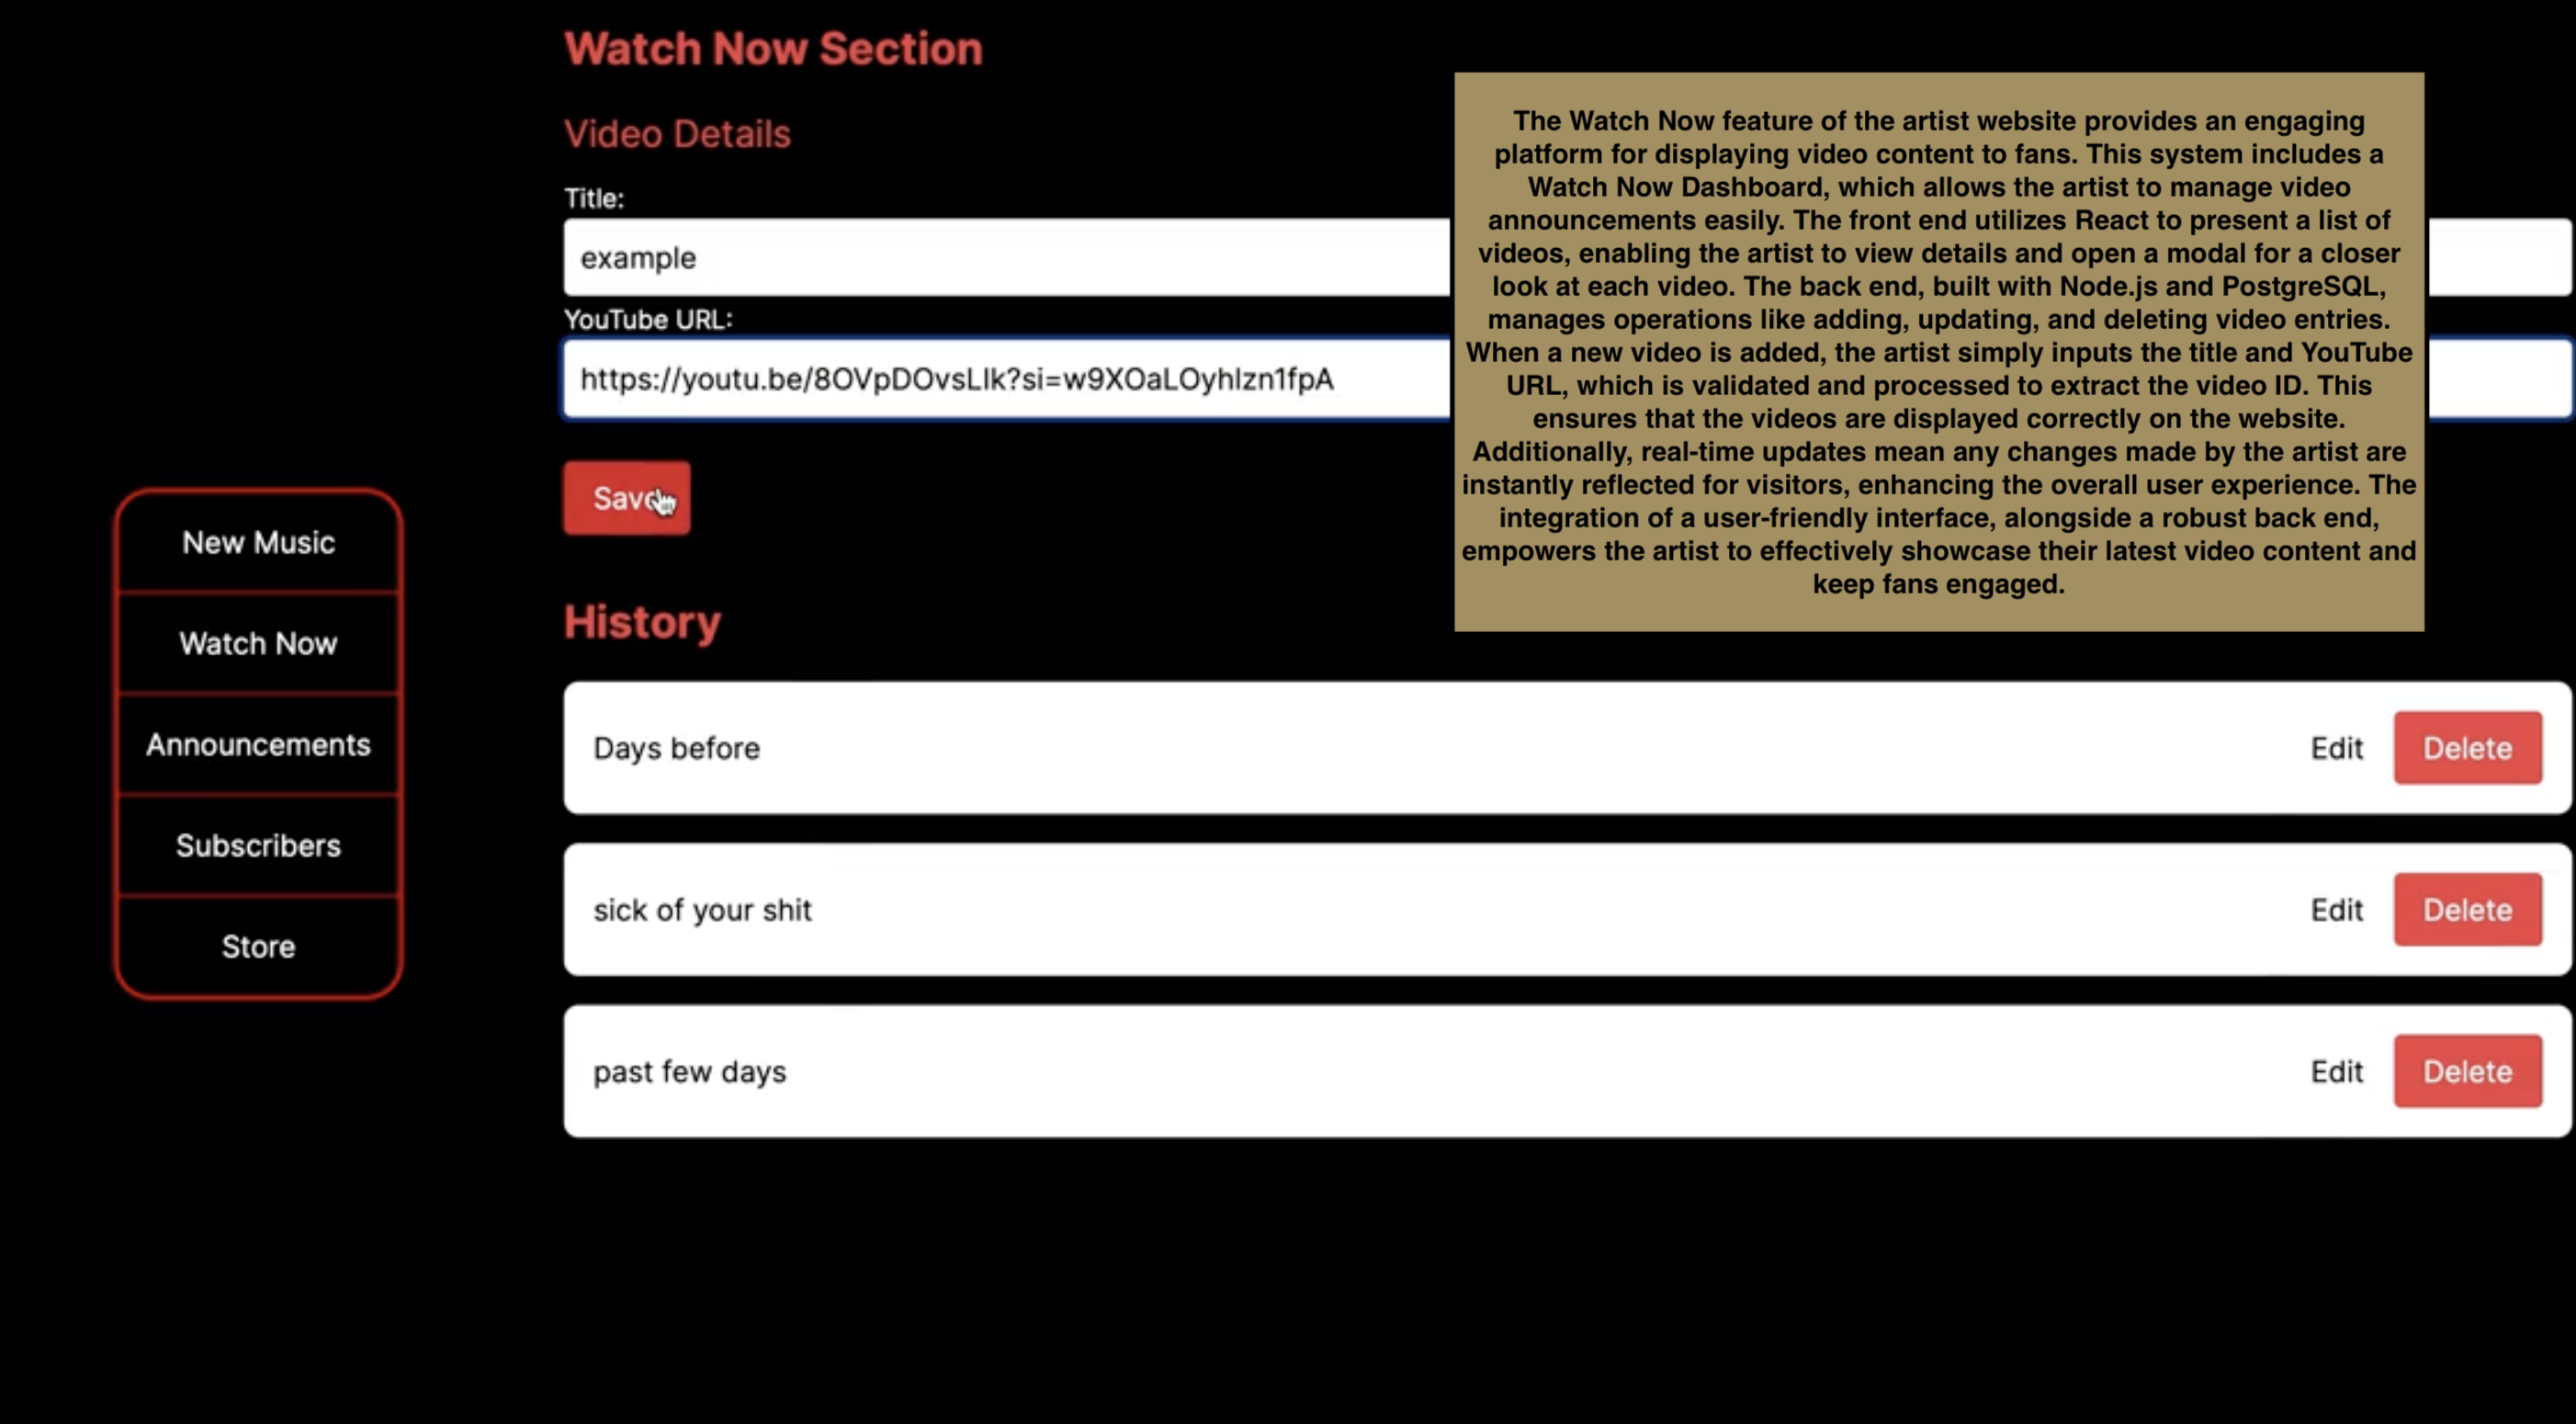 Watch Now Section
Video Details
Title:
example
YouTube URL:
https://youtu.be/8OVpDOvsLIk?si=w9XOaLOyhIzn1fpA
Save
The Watch Now feature of the artist website provides an engaging
platform for displaying video content to fans. This system includes a
Watch Now Dashboard, which allows the artist to manage video
announcements easily. The front end utilizes React to present a list of
videos, enabling the artist to view details and open a modal for a closer
look at each video. The back end, built with Node.js and PostgreSQL,
manages operations like adding, updating, and deleting video entries.
When a new video is added, the artist simply inputs the title and YouTube
URL, which is validated and processed to extract the video ID. This
ensures that the videos are displayed correctly on the website.
Additionally, real-time updates mean any changes made by the artist are
instantly reflected for visitors, enhancing the overall user experience. The
integration of a user-friendly interface, alongside a robust back end,
empowers the artist to effectively showcase their latest video content and
keep fans engaged.
New Music
Watch Now
Announcements
Subscribers
Store
History
Days before
Edit
Delete
sick of your shit
Edit
Delete
past few days
Edit
Delete